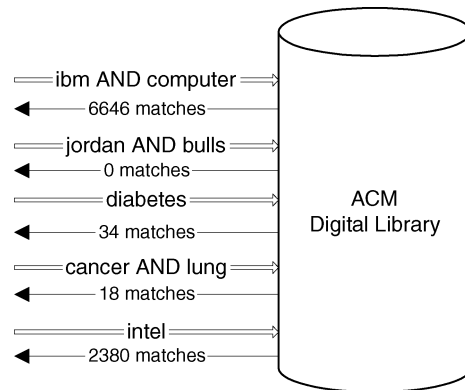 ibm AND computer
6646 matches
jordan AND bulls
0 matches
diabetes
34 matches
cancer AND lung
18 matches
intel
2380 matches
ACM
Digital Library